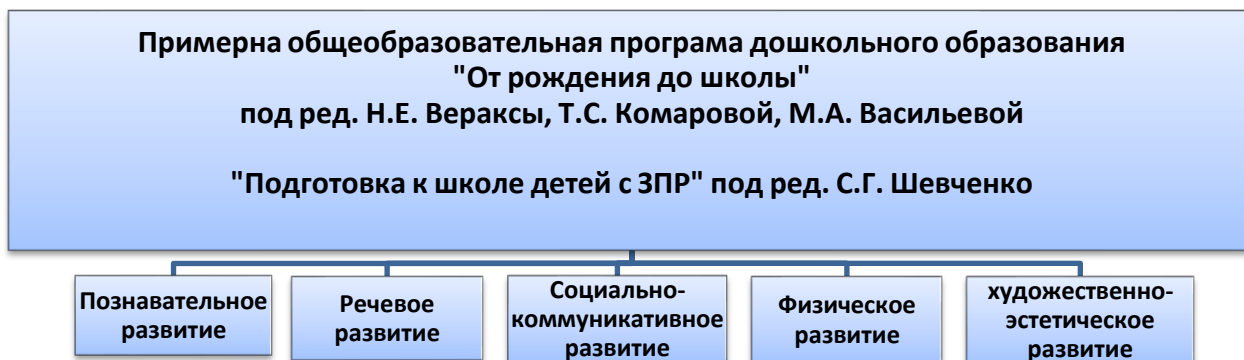 Примерна общеобразовательная програма дошкольного образования
"От рождения до школы"
под ред. Н.Е. Вераксы, Т.С. Комаровой, М.А. Васильевой
"Подготовка к школе детей с ЗПР" под ред. С.Г. Шевченко
Познавательное
развитие
Речевое
развитие
Социально-
коммуникативное
развитие
Физическое
развитие
художественно-
эстетическое
развитие